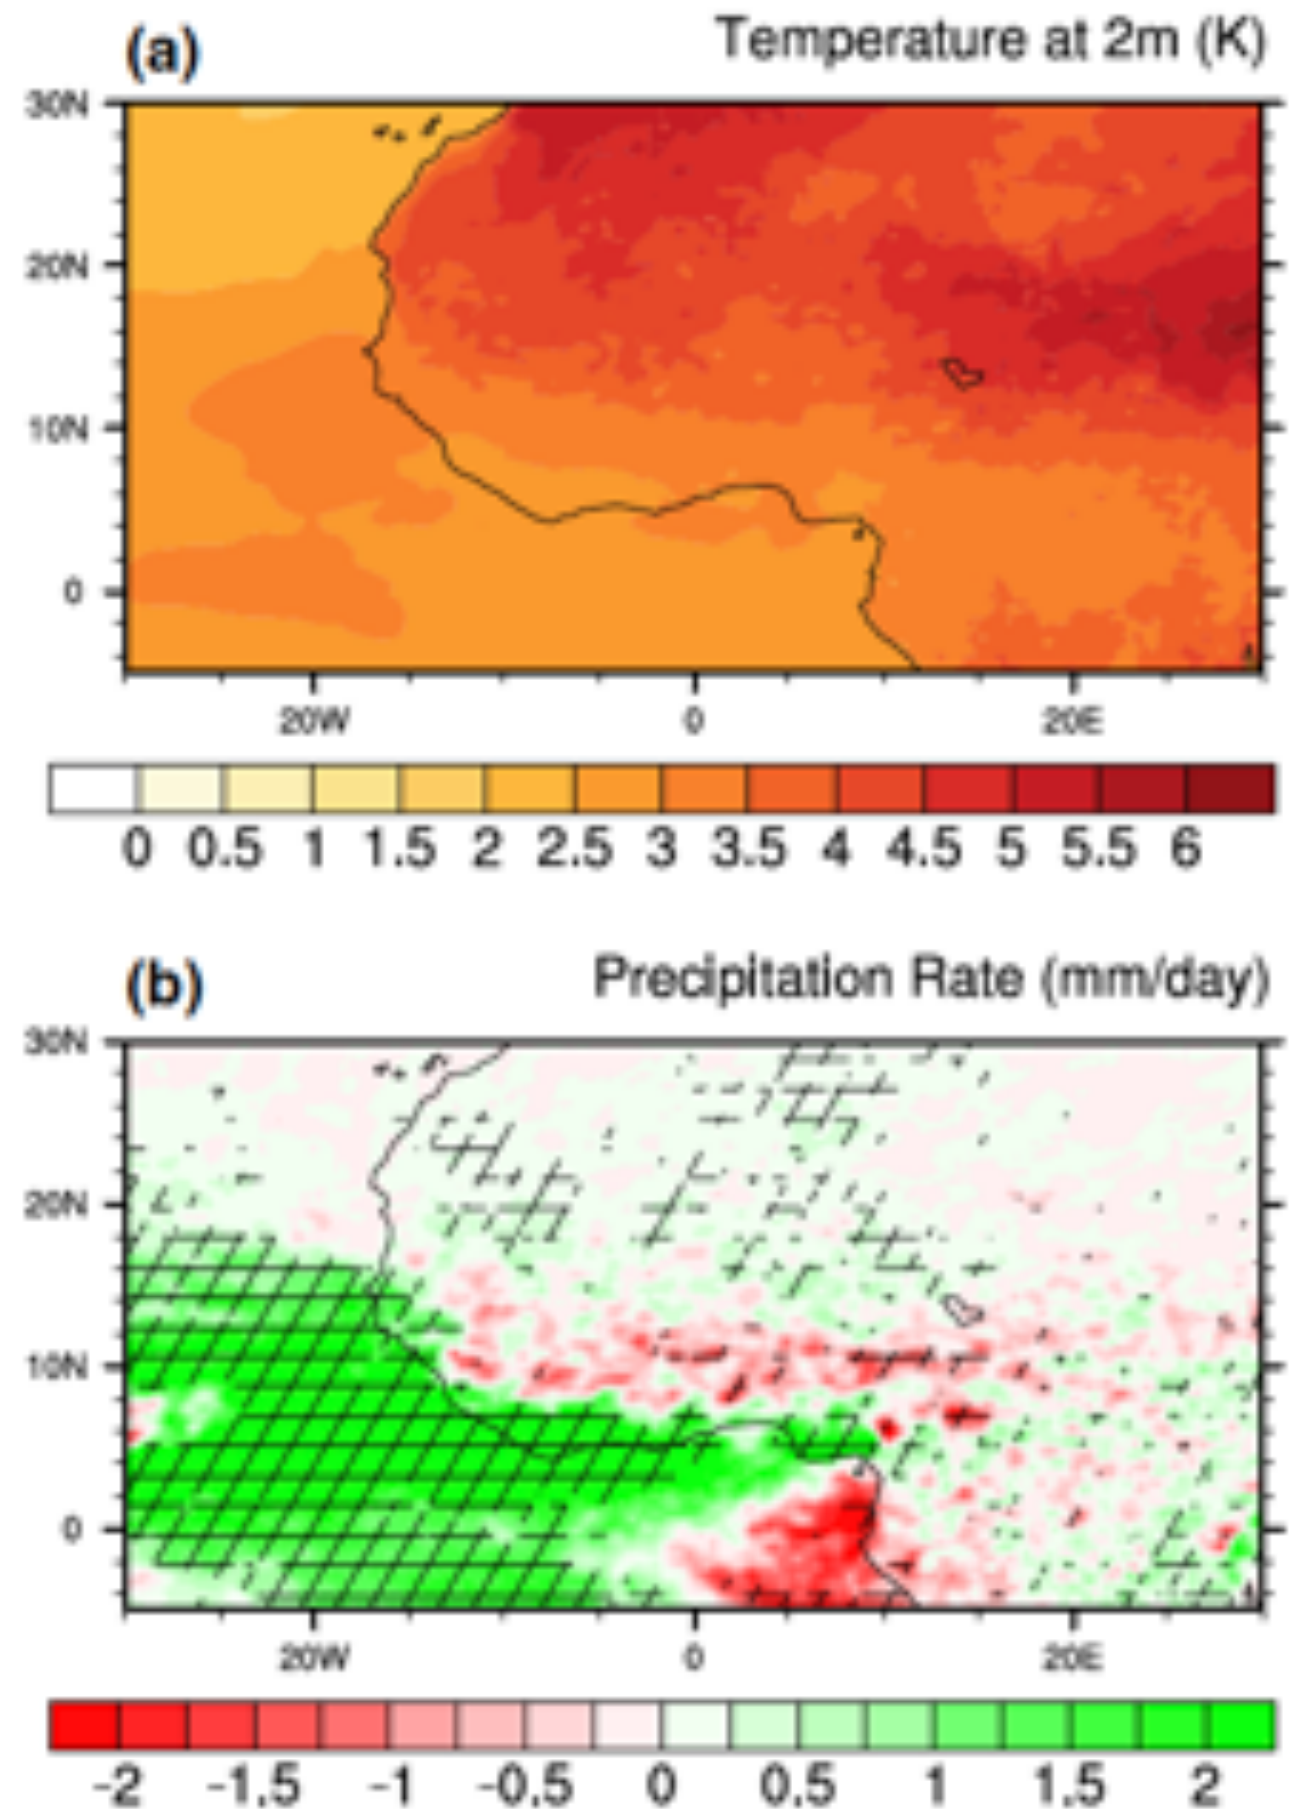 (a) Temperature at 2m (K)
30N
20N
10N
0
20W 0 20E
0 0.5 1 1.5 2 2.5 3 3.5 4 4.5 5 5.5 6
(b) Precipitation Rate (mm/day)
30N
20N
10N
0
20W 0 20E
-2 -1.5 -1 -0.5 0 0.5 1 1.5 2